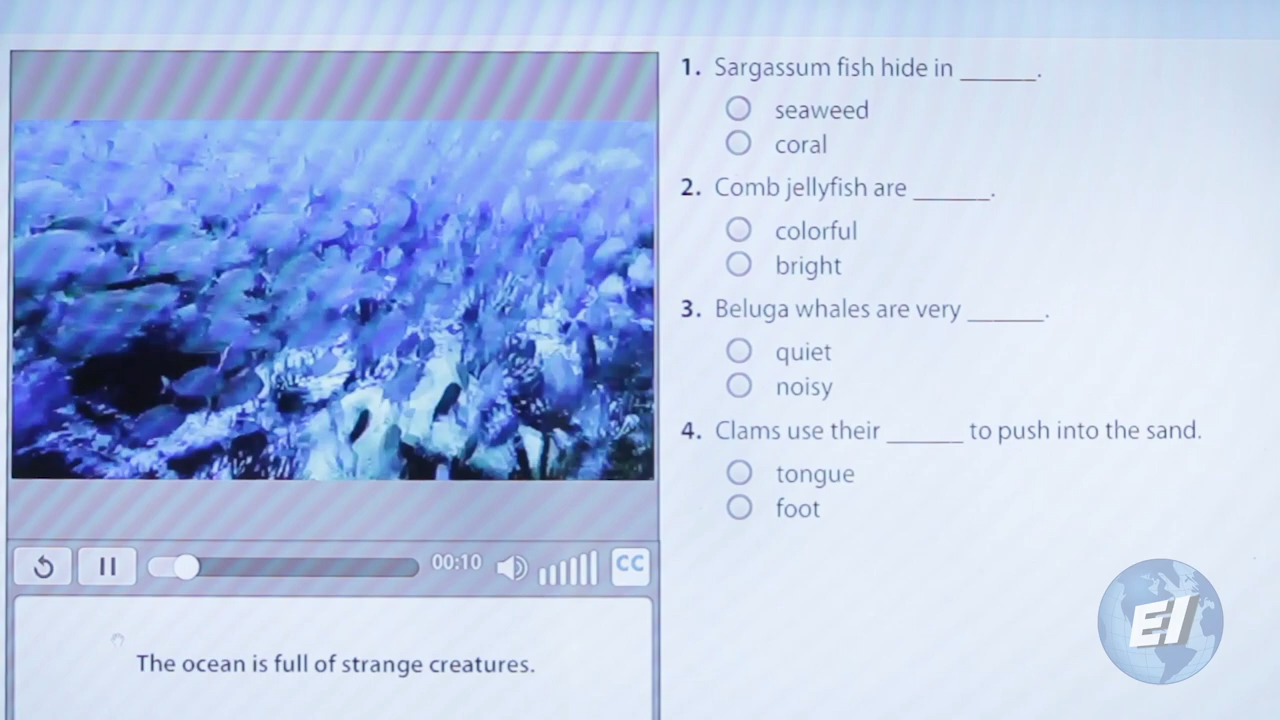 1. Sargassum fish hide in ______.
seaweed
coral
2. Comb jellyfish are ______.
colorful
bright
3. Beluga whales are very ______.
quiet
noisy
4. Clams use their ______ to push into the sand.
tongue
foot
00:10
CC
The ocean is full of strange creatures.
EI